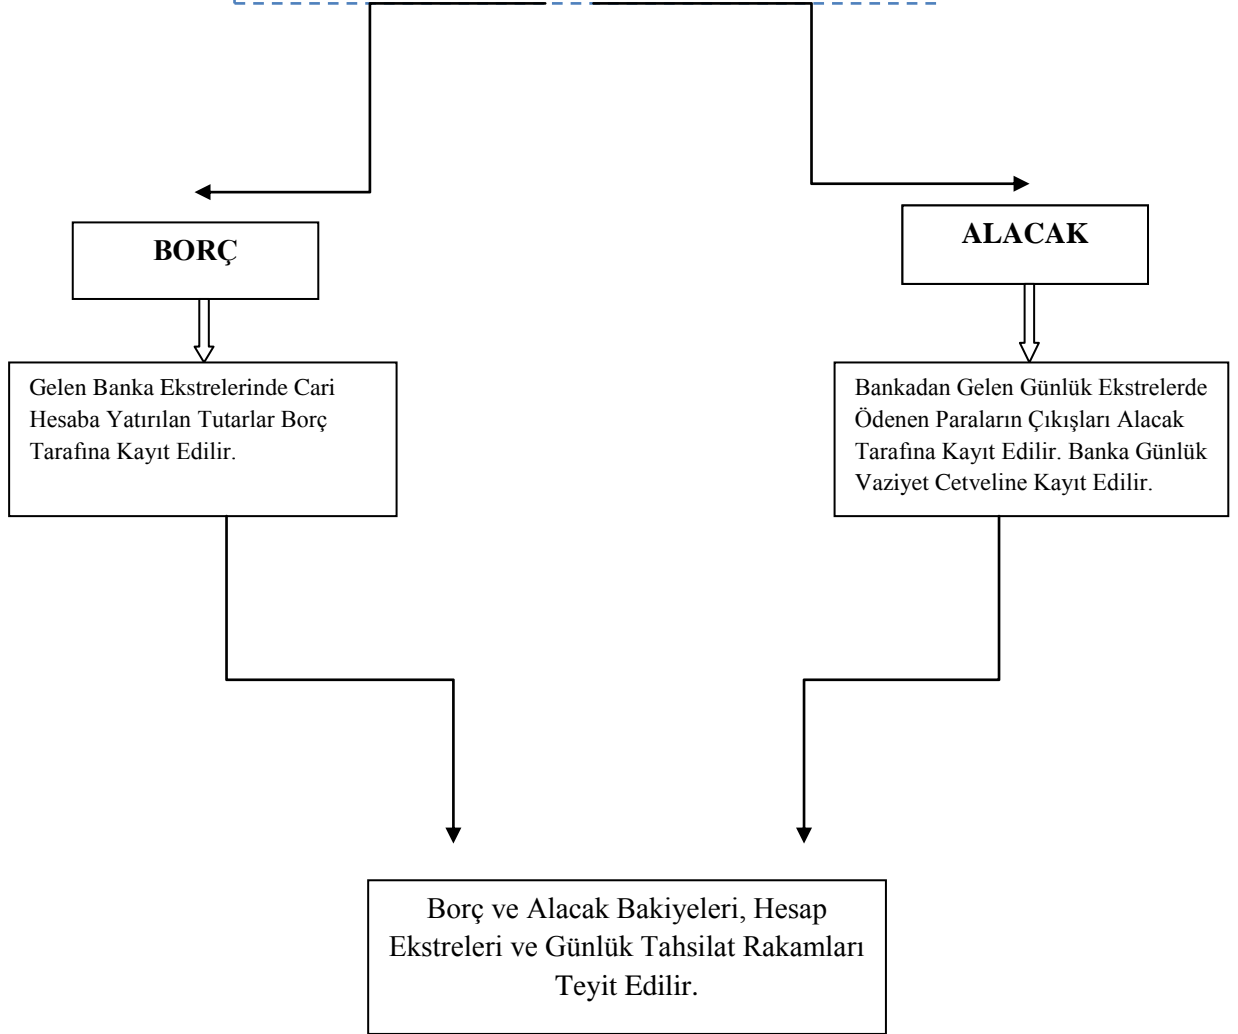 BORÇ
ALACAK
Gelen Banka Ekstrelerinde Cari
Hesaba Yatırılan Tutarlar Borç
Tarafına Kayıt Edilir.
Bankadan Gelen Günlük Ekstrelerde
Ödenen Paraların Çıkışları Alacak
Tarafına Kayıt Edilir. Banka Günlük
Vaziyet Cetveline Kayıt Edilir.
Borç ve Alacak Bakiyeleri, Hesap
Ekstreleri ve Günlük Tahsilat Rakamları
Teyit Edilir.